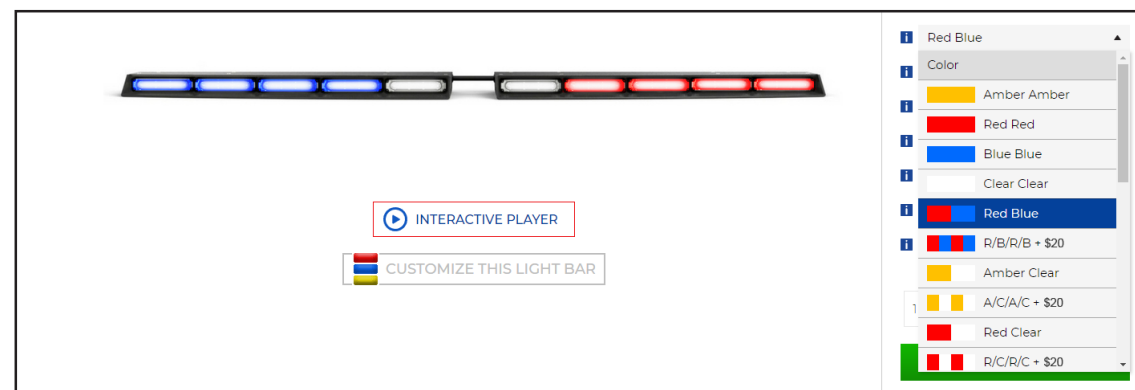 Red Blue
Color
Amber Amber
Red Red
Blue Blue
Clear Clear
Red Blue
R/B/R/B + $20
Amber Clear
A/C/A/C + $20
Red Clear
R/C/R/C + $20
INTERACTIVE PLAYER
CUSTOMIZE THIS LIGHT BAR
i
i
i
i
i
i
i